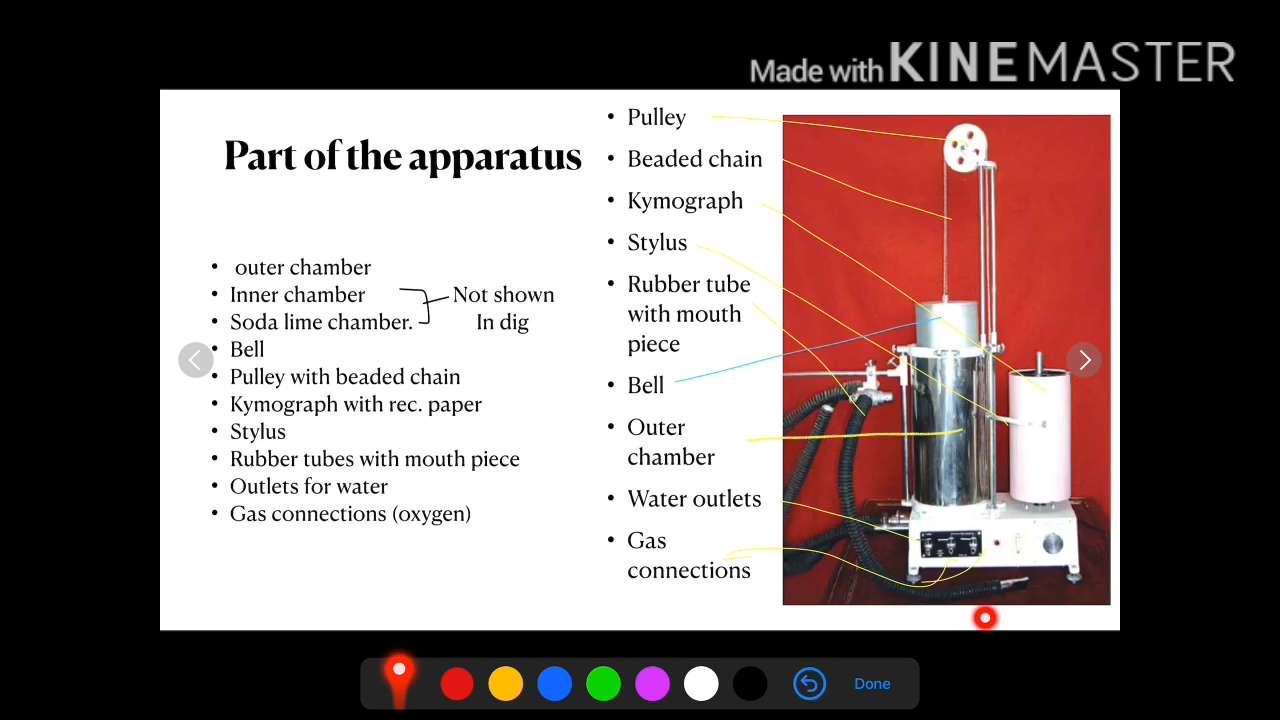 Made with KINEMASTER
Part of the apparatus
• outer chamber
• Inner chamber
• Soda lime chamber.
Not shown
In dig
• Bell
• Pulley with beaded chain
• Kymograph with rec. paper
• Stylus
• Rubber tubes with mouth piece
• Outlets for water
• Gas connections (oxygen)
• Pulley
• Beaded chain
• Kymograph
• Stylus
• Rubber tube
with mouth
piece
• Bell
• Outer
chamber
• Water outlets
• Gas
connections
Done